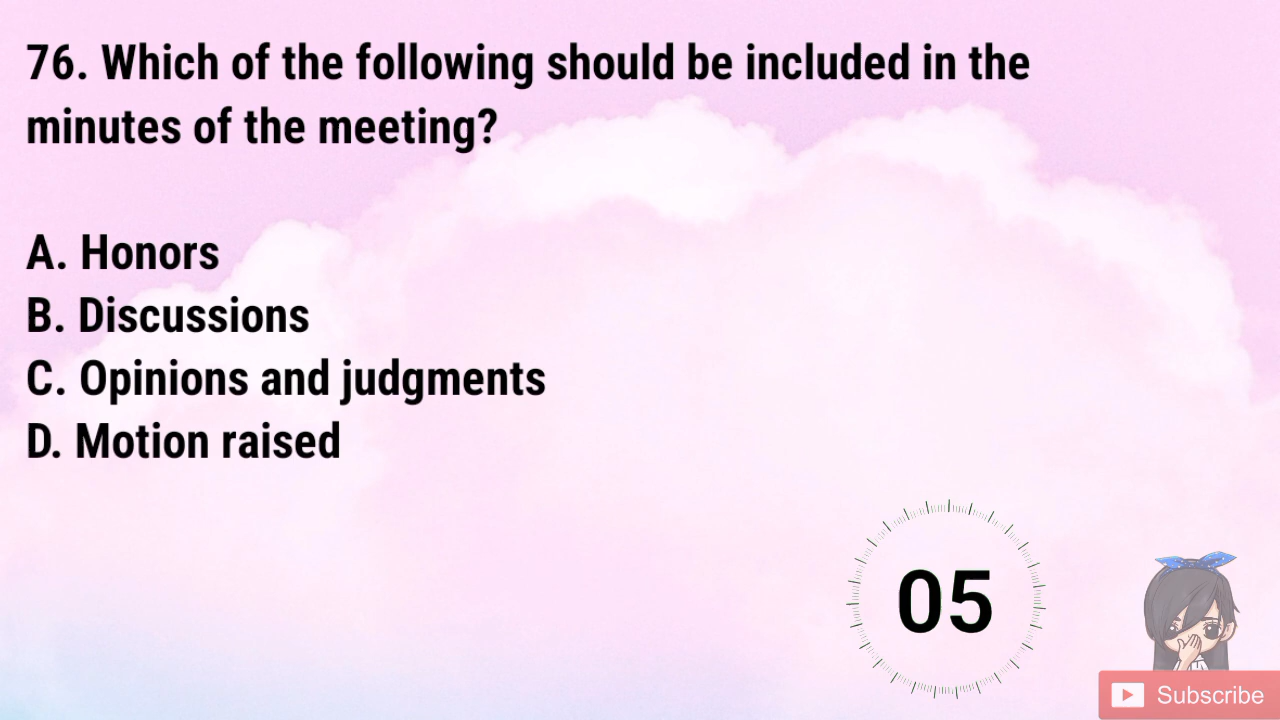 76. Which of the following should be included in the
minutes of the meeting?
A. Honors
B. Discussions
C. Opinions and judgments
D. Motion raised
05
Subscribe